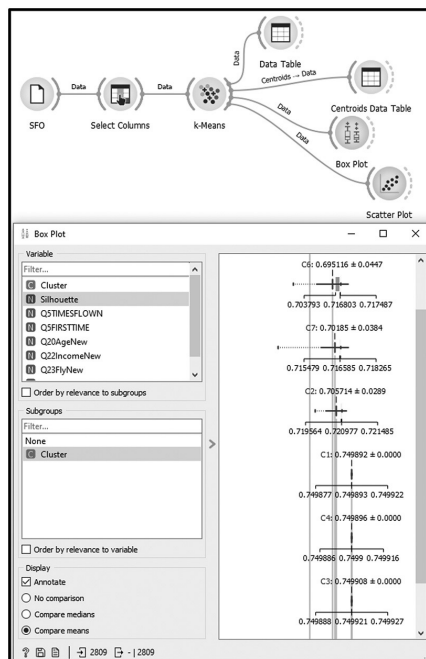 Data Table
Data
Centroids → Data
Data
Data
Data
Data
SFO
Select Columns
k-Means
Centroids Data Table
Box Plot
Scatter Plot
Box Plot
Variable
Filter...
C Cluster
N Silhouette
N Q5TIMESFLOWN
N Q5FIRSTTIME
N Q20AgeNew
N Q22IncomeNew
N Q23FlyNew
Order by relevance to subgroups
Subgroups
Filter...
None
C Cluster
Order by relevance to variable
Display
Annotate
No comparison
Compare medians
Compare means
? 2809 - | 2809
C6: 0.695116 ± 0.0447
0.703793 0.716803 0.717487
C7: 0.70185 ± 0.0384
0.715479 0.716585 0.718265
C2: 0.705714 ± 0.0289
0.719564 0.720977 0.721485
C1: 0.749892 ± 0.0000
0.749877 0.749893 0.749922
C4: 0.749896 ± 0.0000
0.749886 0.7499 0.749916
C3: 0.749908 ± 0.0000
0.749888 0.749921 0.749927